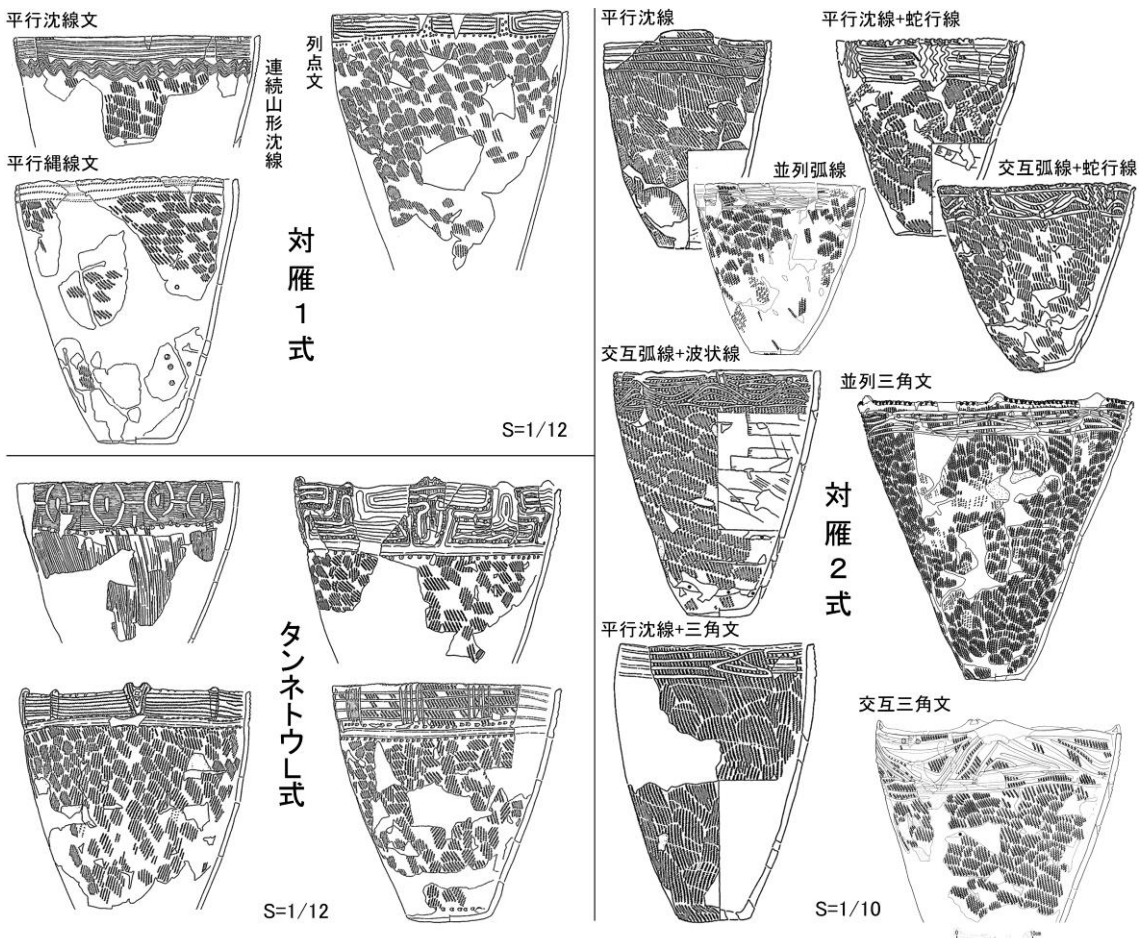 平行沈線文
連続山形沈線
列点文
平行縄線文
対雁1式
S=1/12
タンネトウL式
S=1/12
平行沈線
平行沈線+蛇行線
並列弧線
交互弧線+蛇行線
交互弧線+波状線
並列三角文
対雁2式
平行沈線+三角文
交互三角文
S=1/10
0 10cm